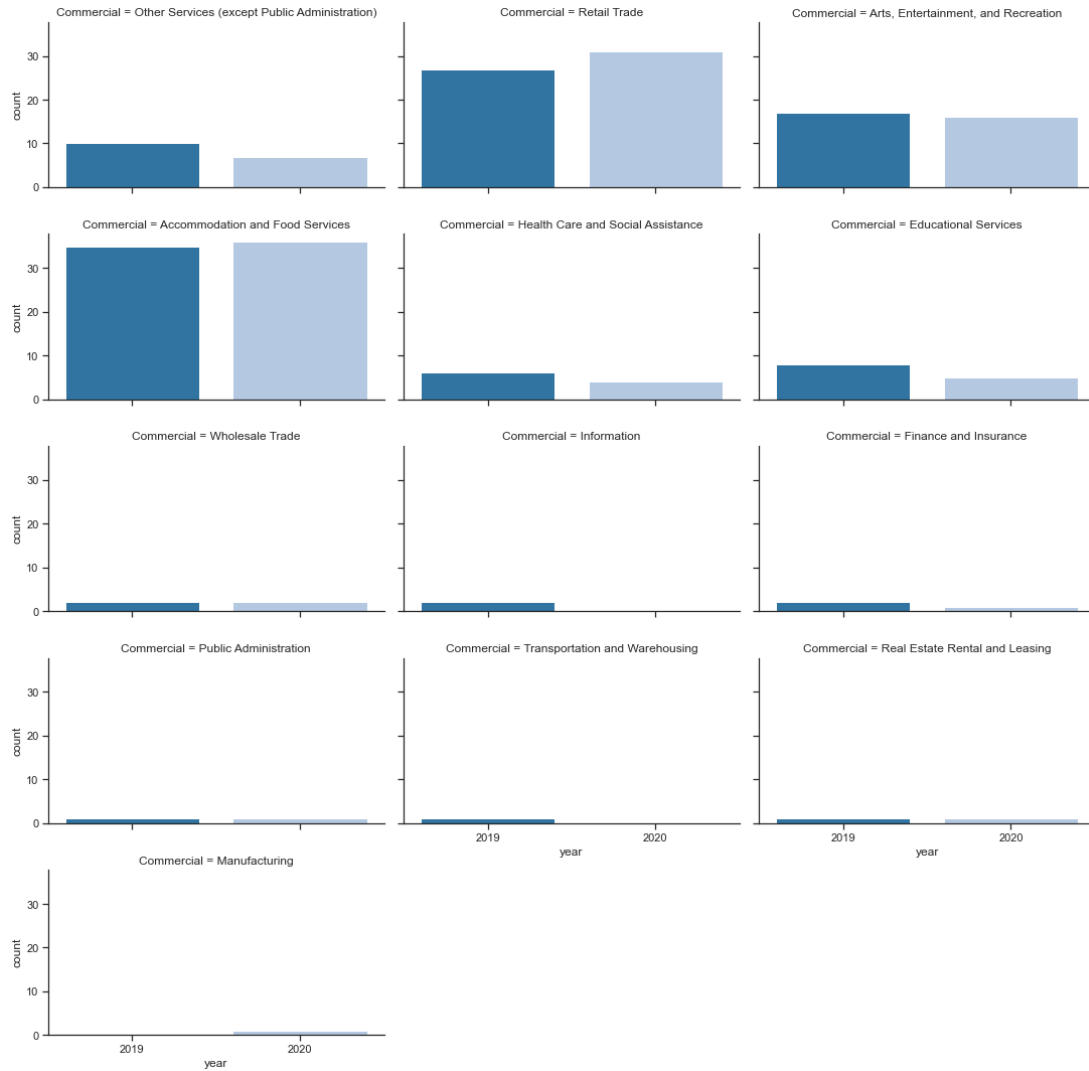 Commercial = Other Services (except Public Administration)
Commercial = Retail Trade
Commercial = Arts, Entertainment, and Recreation
count
30
20
10
0
Commercial = Accommodation and Food Services
Commercial = Health Care and Social Assistance
Commercial = Educational Services
count
30
20
10
0
Commercial = Wholesale Trade
Commercial = Information
Commercial = Finance and Insurance
count
30
20
10
0
Commercial = Public Administration
Commercial = Transportation and Warehousing
Commercial = Real Estate Rental and Leasing
count
30
20
10
0
2019 2020
year
2019 2020
year
Commercial = Manufacturing
count
30
20
10
0
2019 2020
year